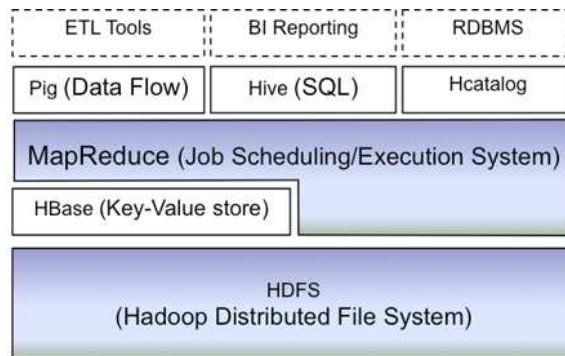 ETL Tools
BI Reporting
RDBMS
Pig (Data Flow)
Hive (SQL)
Hcatalog
MapReduce (Job Scheduling/Execution System)
HBase (Key-Value store)
HDFS
(Hadoop Distributed File System)